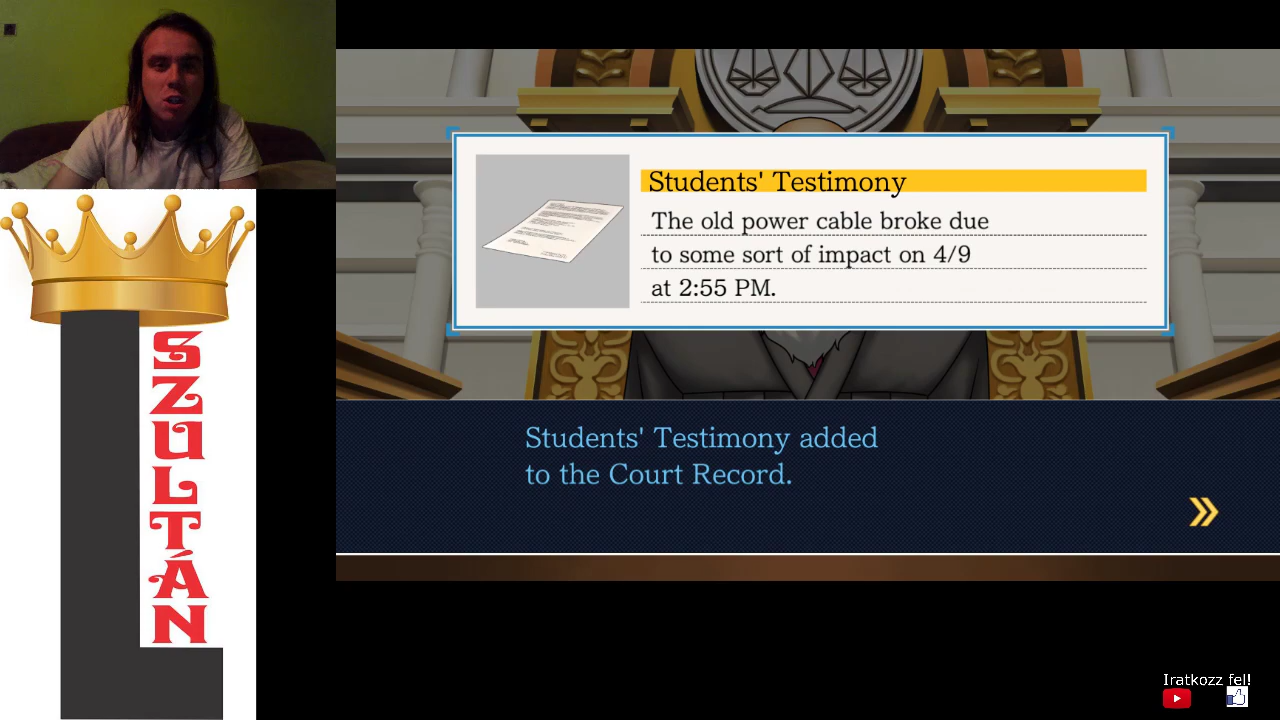 Students' Testimony
The old power cable broke due
to some sort of impact on 4/9
at 2:55 PM.
Students' Testimony added
to the Court Record.
L
SZULTÁN
Iratkozz fel!